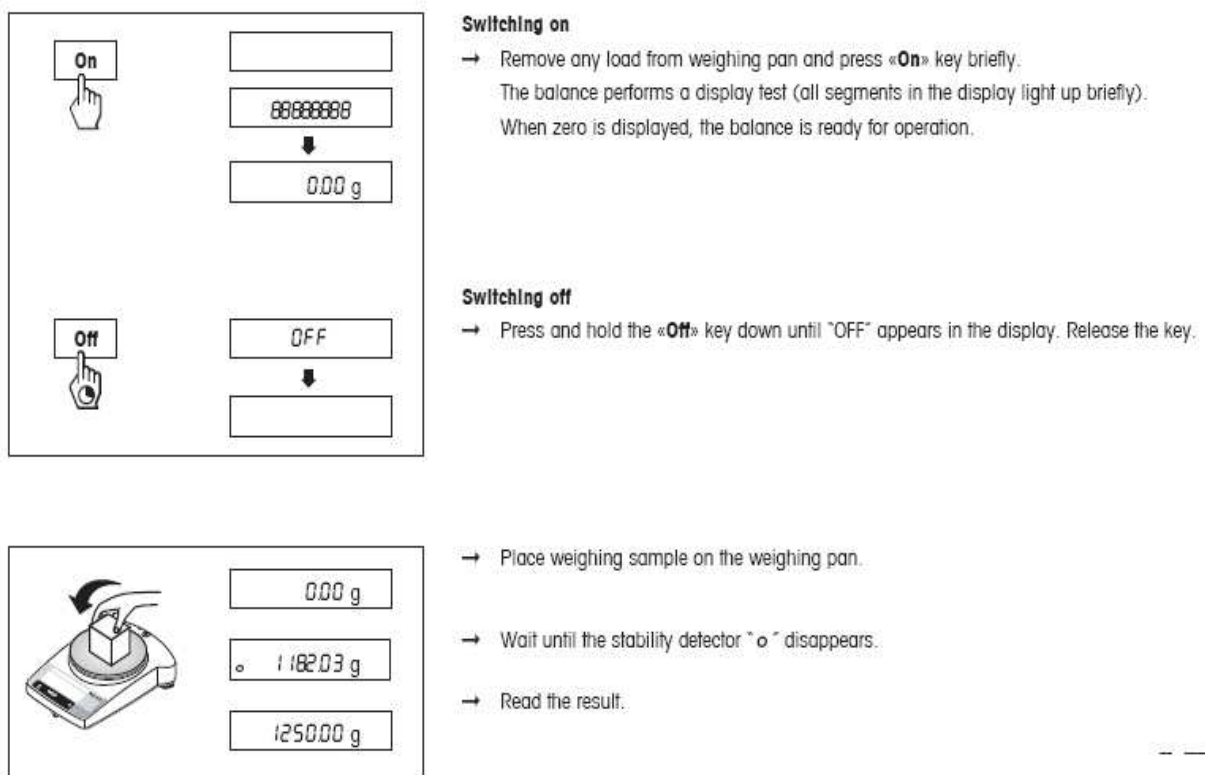 Switching on
On
→ Remove any load from weighing pan and press «On» key briefly.
The balance performs a display test (all segments in the display light up briefly).
88888888
When zero is displayed, the balance is ready for operation.
0.00 g
Switching off
Off
OFF
→ Press and hold the «Off» key down until "OFF" appears in the display. Release the key.
→ Place weighing sample on the weighing pan.
0.00 g
→ Wait until the stability detector "o" disappears.
o 1182.03 g
→ Read the result.
1250.00 g